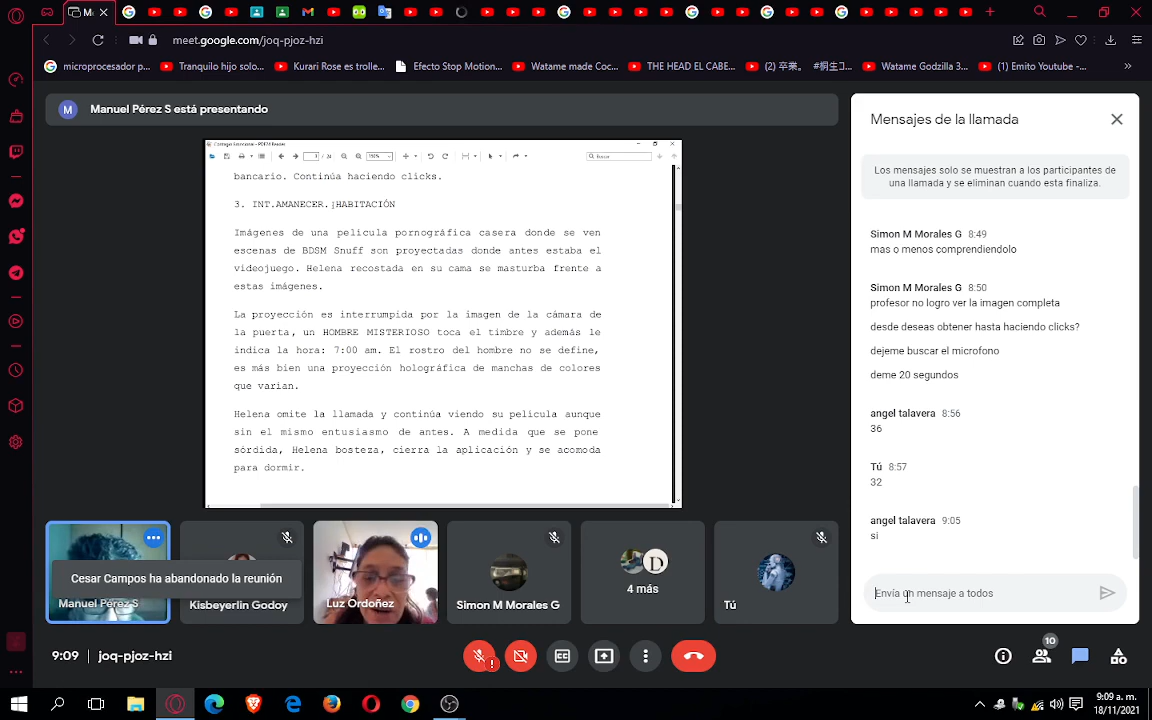 M
meet.google.com/joq-pjoz-hzi
microprocesador p...
Tranquilo hijo solo...
Kurari Rose es trolle...
Efecto Stop Motion...
Watame made Coc...
THE HEAD EL CABE...
Watame Godzilla 3...
(1) Emito Youtube -...
M
Manuel Pérez S está presentando
bancario. Continúa haciendo clicks.
3. INT.AMANECER.¡HABITACIÓN
Imágenes de una película pornográfica casera donde se ven
escenas de BDSM Snuff son proyectadas donde antes estaba el
videojuego. Helena recostada en su cama se masturba frente a
estas imágenes.
La proyección es interrumpida por la imagen de la cámara de
la puerta, un HOMBRE MISTERIOSO toca el timbre y además le
indica la hora: 7:00 am. El rostro del hombre no se define,
es más bien una proyección holográfica de manchas de colores
que varian.
Helena omite la llamada y continúa viendo su película aunque
sin el mismo entusiasmo de antes. A medida que se pone
sórdida, Helena bosteza, cierra la aplicación y se acomoda
para dormir.
Mensajes de la llamada
Los mensajes solo se muestran a los participantes de
una llamada y se eliminan cuando esta finaliza.
Simon M Morales G 8:49
mas o menos comprendiendolo
Simon M Morales G 8:50
profesor no logro ver la imagen completa
desde deseas obtener hasta haciendo clicks?
dejeme buscar el microfono
deme 20 segundos
angel talavera 8:56
36
Tú 8:57
32
angel talavera 9:05
si
Envía un mensaje a todos
Cesar Campos ha abandonado la reunión
Manuel Pérez S
Kisbeyerlin Godoy
Luz Ordoñez
Simon M Morales G
D
4 más
Tú
9:09 | joq-pjoz-hzi
10
9:09 a. m.
18/11/2021